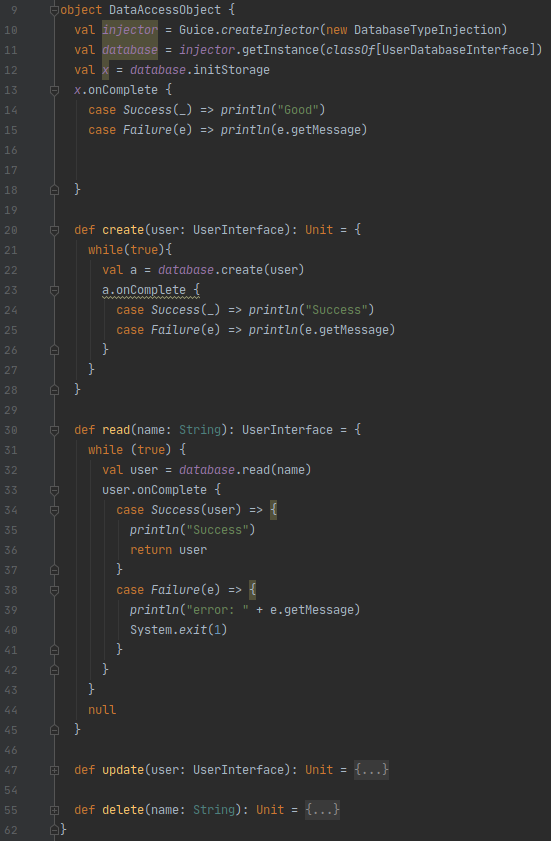 9 object DataAccessObject {
10 val injector = Guice.createInjector(new DatabaseTypeInjection)
11 val database = injector.getInstance(classOf[UserDatabaseInterface])
12 val x = database.initStorage
13 x.onComplete {
14 case Success(_) => println("Good")
15 case Failure(e) => println(e.getMessage)
16
17
18 }
19
20 def create(user: UserInterface): Unit = {
21 while(true){
22 val a = database.create(user)
23 a.onComplete {
24 case Success(_) => println("Success")
25 case Failure(e) => println(e.getMessage)
26 }
27 }
28 }
29
30 def read(name: String): UserInterface = {
31 while (true) {
32 val user = database.read(name)
33 user.onComplete {
34 case Success(user) => {
35 println("Success")
36 return user
37 }
38 case Failure(e) => {
39 println("error: " + e.getMessage)
40 System.exit(1)
41 }
42 }
43 }
44 null
45 }
46
47 def update(user: UserInterface): Unit = {...}
54
55 def delete(name: String): Unit = {...}
62 }